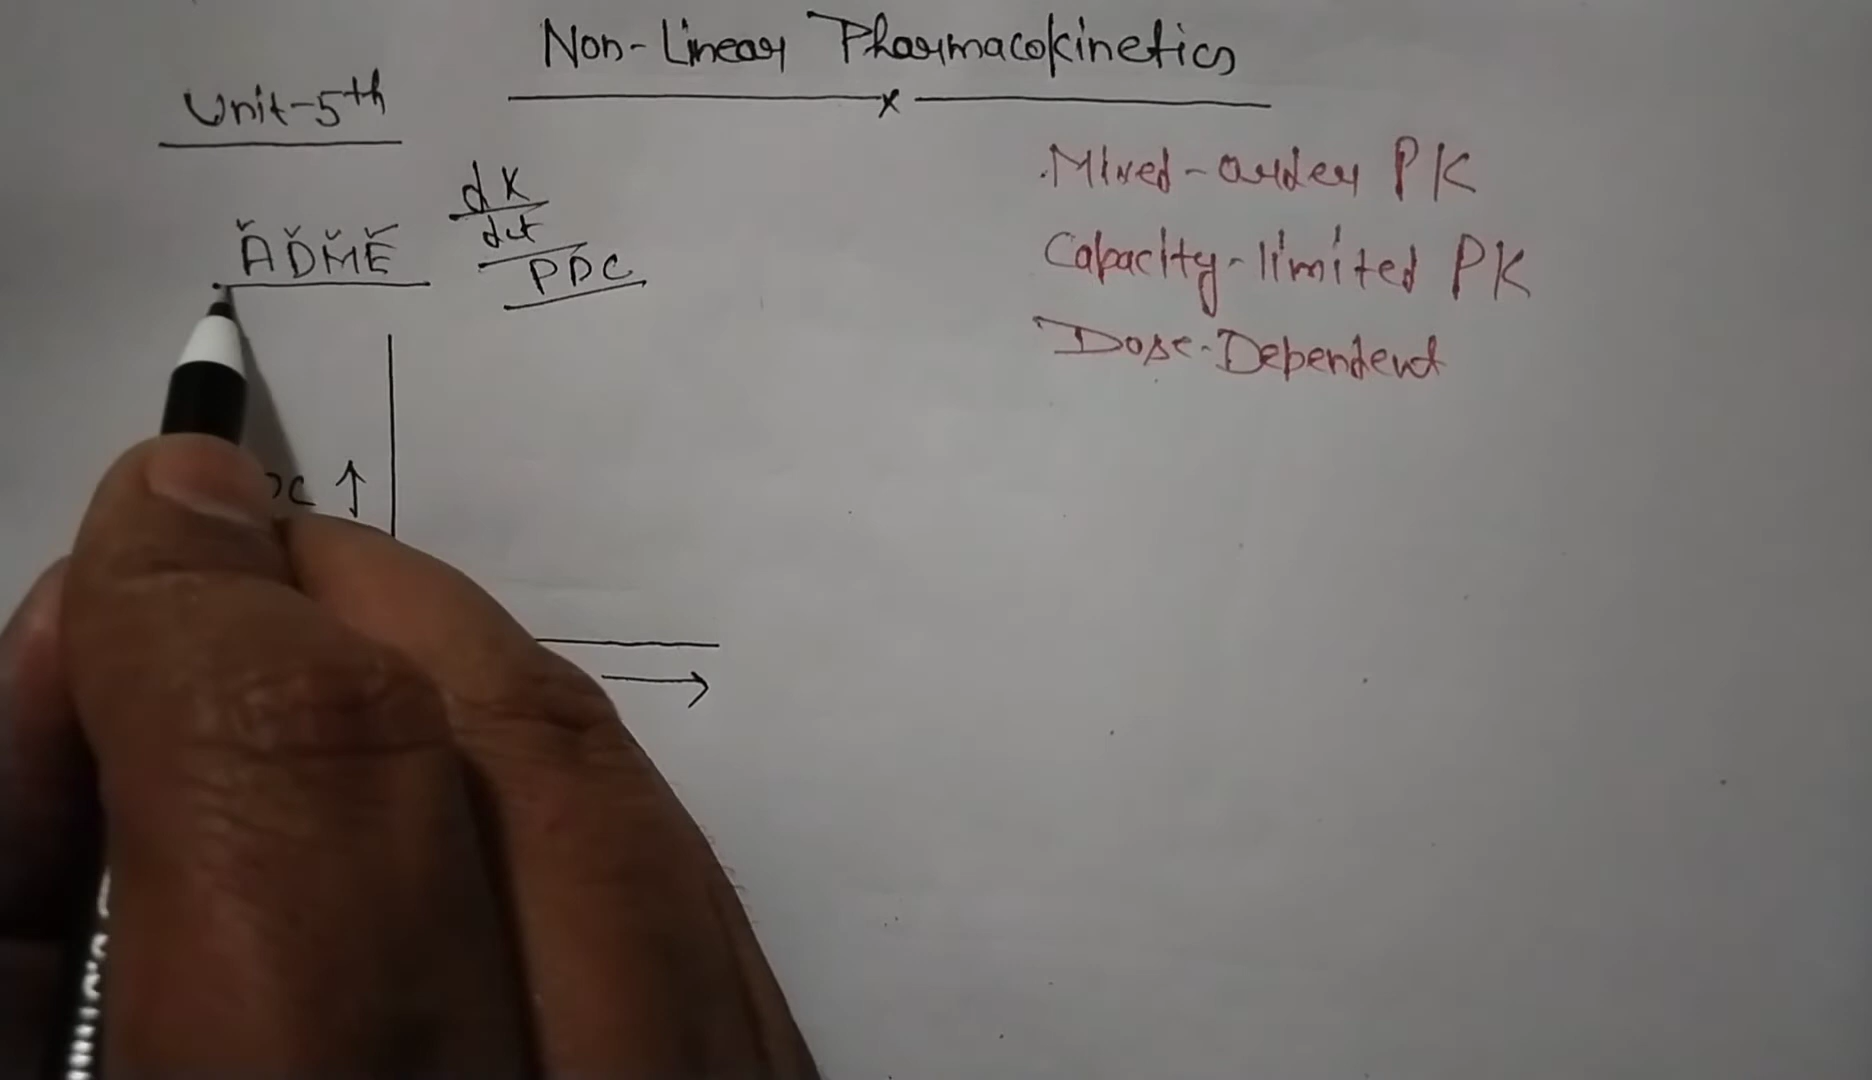 Non-Linear Pharmacokinetics
Unit-5th
ADME
dx
dt
PDC
Mixed-order PK
Capacity-limited PK
Dose-Dependent